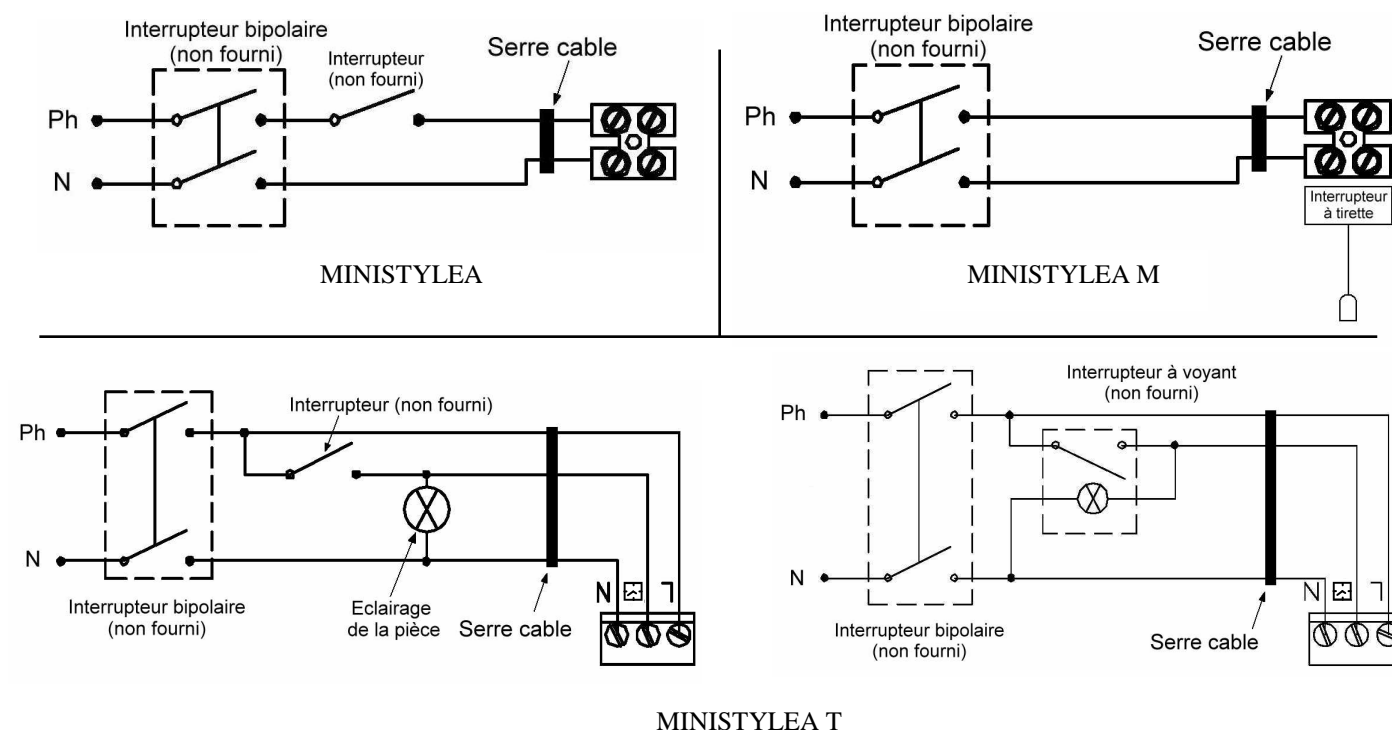 Interrupteur bipolaire
(non fourni)
Interrupteur
(non fourni)
Serre cable
Ph
N
MINISTYLEA
Interrupteur bipolaire
(non fourni)
Serre cable
Ph
N
Interrupteur
à tirette
MINISTYLEA M
Interrupteur (non fourni)
Ph
N
Interrupteur bipolaire
(non fourni)
Eclairage
de la pièce
Serre cable
N L
Interrupteur à voyant
(non fourni)
Ph
N
Interrupteur bipolaire
(non fourni)
Serre cable
N L
MINISTYLEA T